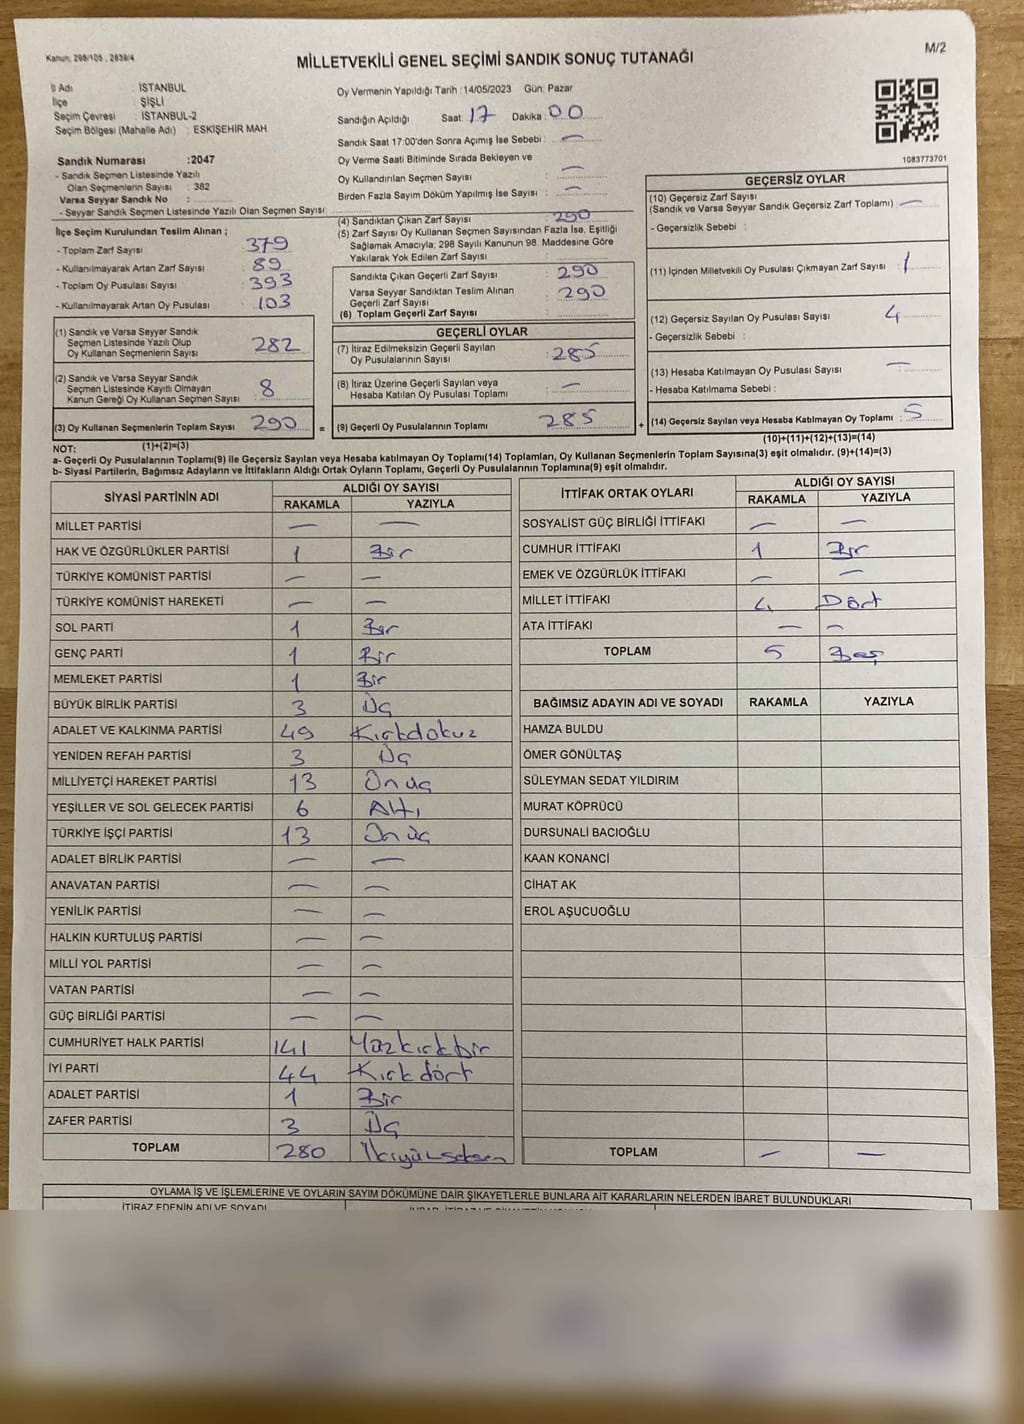 Kanun; 298/105 , 2839/4
MİLLETVEKİLİ GENEL SEÇİMİ SANDIK SONUÇ TUTANAĞI
M/2
İl Adı : İSTANBUL
İlçe : ŞİŞLİ
Seçim Çevresi : İSTANBUL-2
Seçim Bölgesi (Mahalle Adı) : ESKİŞEHİR MAH
Oy Vermenin Yapıldığı Tarih :14/05/2023 Gün: Pazar
Sandığın Açıldığı Saat: 17 Dakika: 00
Sandık Saat 17:00'den Sonra Açımış İse Sebebi : —
Oy Verme Saati Bitiminde Sırada Bekleyen ve
Oy Kullandırılan Seçmen Sayısı : —
Birden Fazla Sayım Döküm Yapılmış İse Sayısı : —
1083773701
Sandık Numarası :2047
- Sandık Seçmen Listesinde Yazılı
Olan Seçmenlerin Sayısı : 382
Varsa Seyyar Sandık No :
- Seyyar Sandık Seçmen Listesinde Yazılı Olan Seçmen Sayısı:
İlçe Seçim Kurulundan Teslim Alınan ;
- Toplam Zarf Sayısı : 379
- Kullanılmayarak Artan Zarf Sayısı : 89
- Toplam Oy Pusulası Sayısı : 393
- Kullanılmayarak Artan Oy Pusulası : 103
(1) Sandık ve Varsa Seyyar Sandık
Seçmen Listesinde Yazılı Olup
Oy Kullanan Seçmenlerin Sayısı : 282
(2) Sandık ve Varsa Seyyar Sandık
Seçmen Listesinde Kayıtlı Olmayan
Kanun Gereği Oy Kullanan Seçmen Sayısı : 8
(3) Oy Kullanan Seçmenlerin Toplam Sayısı : 290
(4) Sandıktan Çıkan Zarf Sayısı : 290
(5) Zarf Sayısı Oy Kullanan Seçmen Sayısından Fazla İse, Eşitliği
Sağlamak Amacıyla; 298 Sayılı Kanunun 98. Maddesine Göre
Yakılarak Yok Edilen Zarf Sayısı :
Sandıkta Çıkan Geçerli Zarf Sayısı : 290
Varsa Seyyar Sandıktan Teslim Alınan
Geçerli Zarf Sayısı : 290
(6) Toplam Geçerli Zarf Sayısı :
GEÇERLİ OYLAR
(7) İtiraz Edilmeksizin Geçerli Sayılan
Oy Pusulalarının Sayısı : 285
(8) İtiraz Üzerine Geçerli Sayılan veya
Hesaba Katılan Oy Pusulası Toplamı : —
= (9) Geçerli Oy Pusulalarının Toplamı : 285 +
GEÇERSİZ OYLAR
(10) Geçersiz Zarf Sayısı
(Sandık ve Varsa Seyyar Sandık Geçersiz Zarf Toplamı) : —
- Geçersizlik Sebebi :
(11) İçinden Milletvekili Oy Pusulası Çıkmayan Zarf Sayısı : 1
(12) Geçersiz Sayılan Oy Pusulası Sayısı : 4
- Geçersizlik Sebebi :
(13) Hesaba Katılmayan Oy Pusulası Sayısı : —
- Hesaba Katılmama Sebebi :
(14) Geçersiz Sayılan veya Hesaba Katılmayan Oy Toplamı : 5
NOT: (1)+(2)=(3) (10)+(11)+(12)+(13)=(14)
a- Geçerli Oy Pusulalarının Toplamı(9) ile Geçersiz Sayılan veya Hesaba Katılmayan Oy Toplamı(14) Toplamları, Oy Kullanan Seçmenlerin Toplam Sayısına(3) eşit olmalıdır. (9)+(14)=(3)
b- Siyasi Partilerin, Bağımsız Adayların ve İttifakların Aldığı Ortak Oyların Toplamı, Geçerli Oy Pusulalarının Toplamına(9) eşit olmalıdır.
SİYASİ PARTİNİN ADI ALDIĞI OY SAYISI
RAKAMLA YAZIYLA
MİLLET PARTİSİ — —
HAK VE ÖZGÜRLÜKLER PARTİSİ 1 Bir
TÜRKİYE KOMÜNİST PARTİSİ — —
TÜRKİYE KOMÜNİST HAREKETİ — —
SOL PARTİ 1 Bir
GENÇ PARTİ 1 Bir
MEMLEKET PARTİSİ 1 Bir
BÜYÜK BİRLİK PARTİSİ 3 Üç
ADALET VE KALKINMA PARTİSİ 49 Kırkdokuz
YENİDEN REFAH PARTİSİ 3 Üç
MİLLİYETÇİ HAREKET PARTİSİ 13 Onüç
YEŞİLLER VE SOL GELECEK PARTİSİ 6 Altı
TÜRKİYE İŞÇİ PARTİSİ 13 Onüç
ADALET BİRLİK PARTİSİ — —
ANAVATAN PARTİSİ — —
YENİLİK PARTİSİ — —
HALKIN KURTULUŞ PARTİSİ — —
MİLLİ YOL PARTİSİ — —
VATAN PARTİSİ — —
GÜÇ BİRLİĞİ PARTİSİ — —
CUMHURİYET HALK PARTİSİ 141 Yüzkırkbir
İYİ PARTİ 44 Kırkdört
ADALET PARTİSİ 1 Bir
ZAFER PARTİSİ 3 Üç
TOPLAM 280 İkiyüzseksen
İTTİFAK ORTAK OYLARI ALDIĞI OY SAYISI
RAKAMLA YAZIYLA
SOSYALİST GÜÇ BİRLİĞİ İTTİFAKI — —
CUMHUR İTTİFAKI 1 Bir
EMEK VE ÖZGÜRLÜK İTTİFAKI — —
MİLLET İTTİFAKI 4 Dört
ATA İTTİFAKI — —
TOPLAM 5 Beş
BAĞIMSIZ ADAYIN ADI VE SOYADI RAKAMLA YAZIYLA
HAMZA BULDU
ÖMER GÖNÜLTAŞ
SÜLEYMAN SEDAT YILDIRIM
MURAT KÖPRÜCÜ
DURSUNALİ BACIOĞLU
KAAN KONANCİ
CİHAT AK
EROL AŞUCUOĞLU
TOPLAM — —
OYLAMA İŞ VE İŞLEMLERİNE VE OYLARIN SAYIM DÖKÜMÜNE DAİR ŞİKAYETLERLE BUNLARA AİT KARARLARIN NELERDEN İBARET BULUNDUKLARI
İTİRAZ EDENİN ADI VE SOYADI